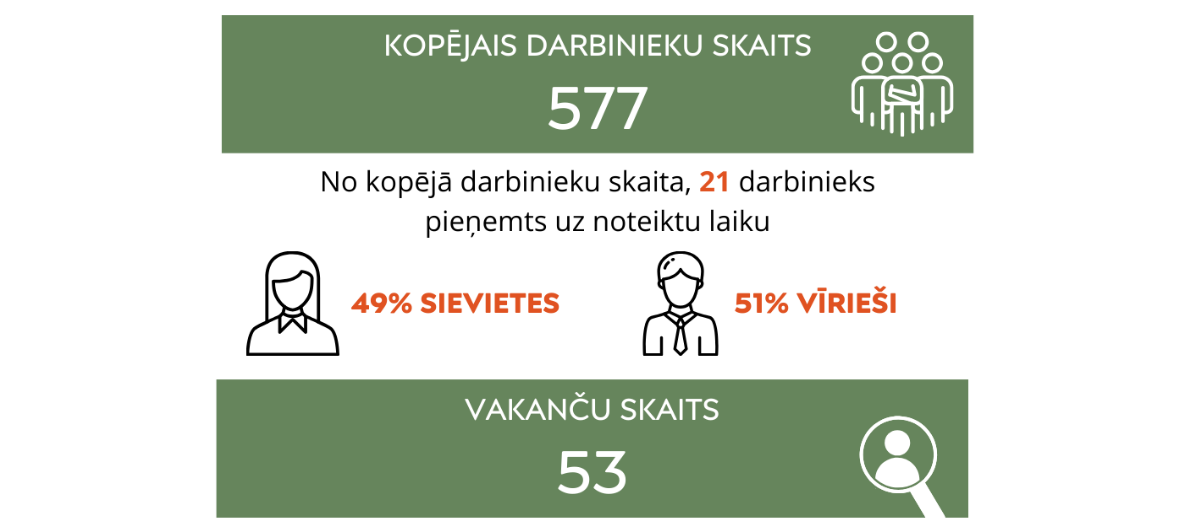 KOPĒJAIS DARBINIEKU SKAITS
577
No kopējā darbinieku skaita, 21 darbinieks
pieņemts uz noteiktu laiku
49% SIEVIETES
51% VĪRIEŠI
VAKANČU SKAITS
53